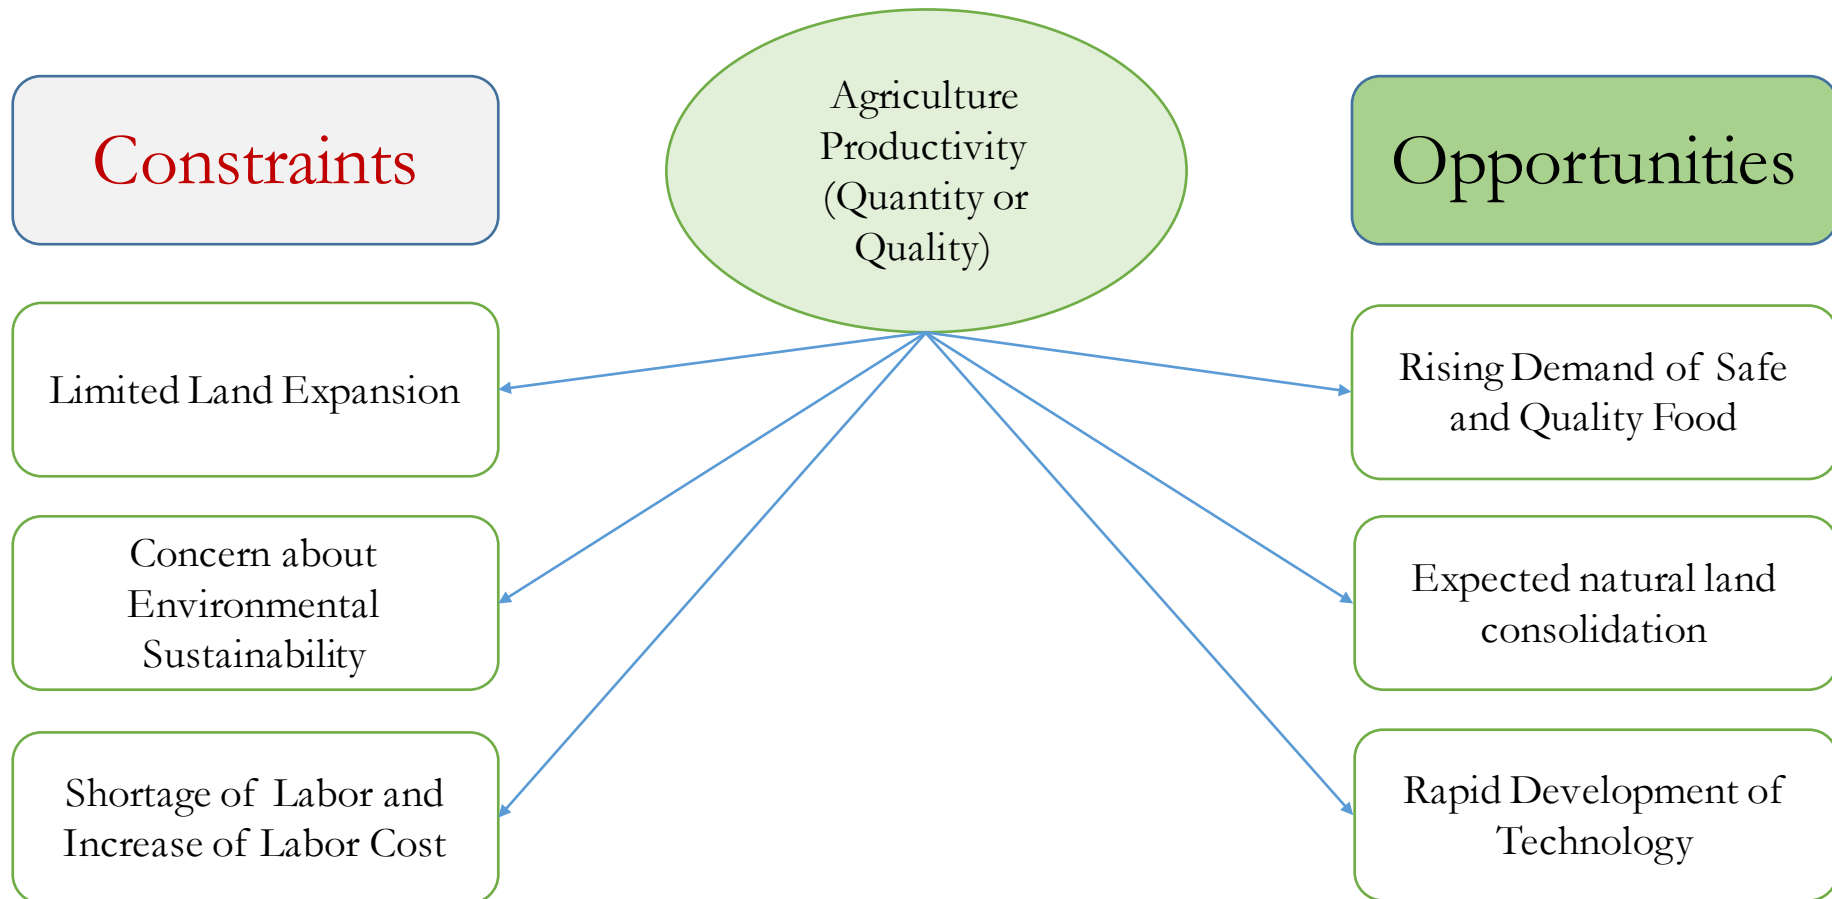 Constraints
Agriculture
Productivity
(Quantity or
Quality)
Opportunities
Limited Land Expansion
Rising Demand of Safe
and Quality Food
Concern about
Environmental
Sustainability
Expected natural land
consolidation
Shortage of Labor and
Increase of Labor Cost
Rapid Development of
Technology